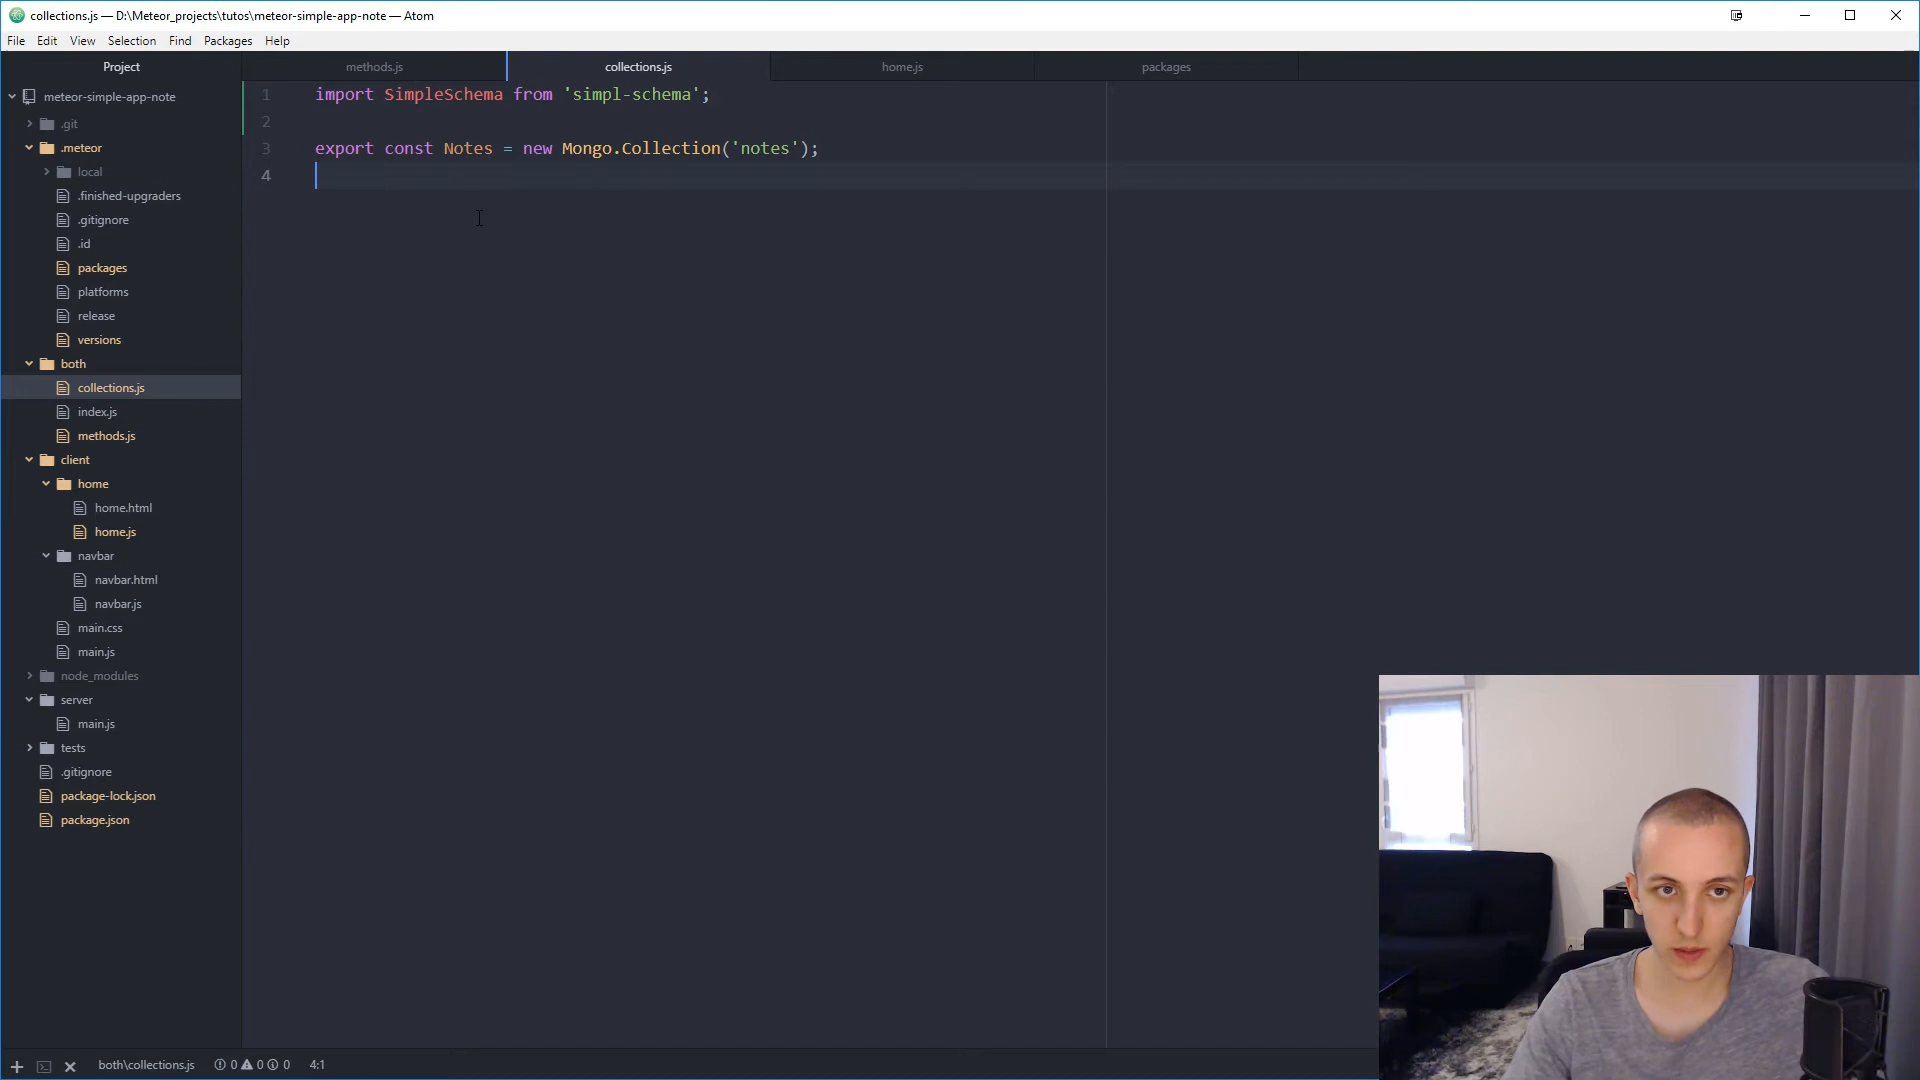 collections.js — D:\Meteor_projects\tutos\meteor-simple-app-note — Atom
File Edit View Selection Find Packages Help
Project
methods.js collections.js home.js packages
meteor-simple-app-note
.git
.meteor
local
.finished-upgraders
.gitignore
.id
packages
platforms
release
versions
both
collections.js
index.js
methods.js
client
home
home.html
home.js
navbar
navbar.html
navbar.js
main.css
main.js
node_modules
server
main.js
tests
.gitignore
package-lock.json
package.json
1 import SimpleSchema from 'simpl-schema';
2
3 export const Notes = new Mongo.Collection('notes');
4
both\collections.js 0 0 0 4:1